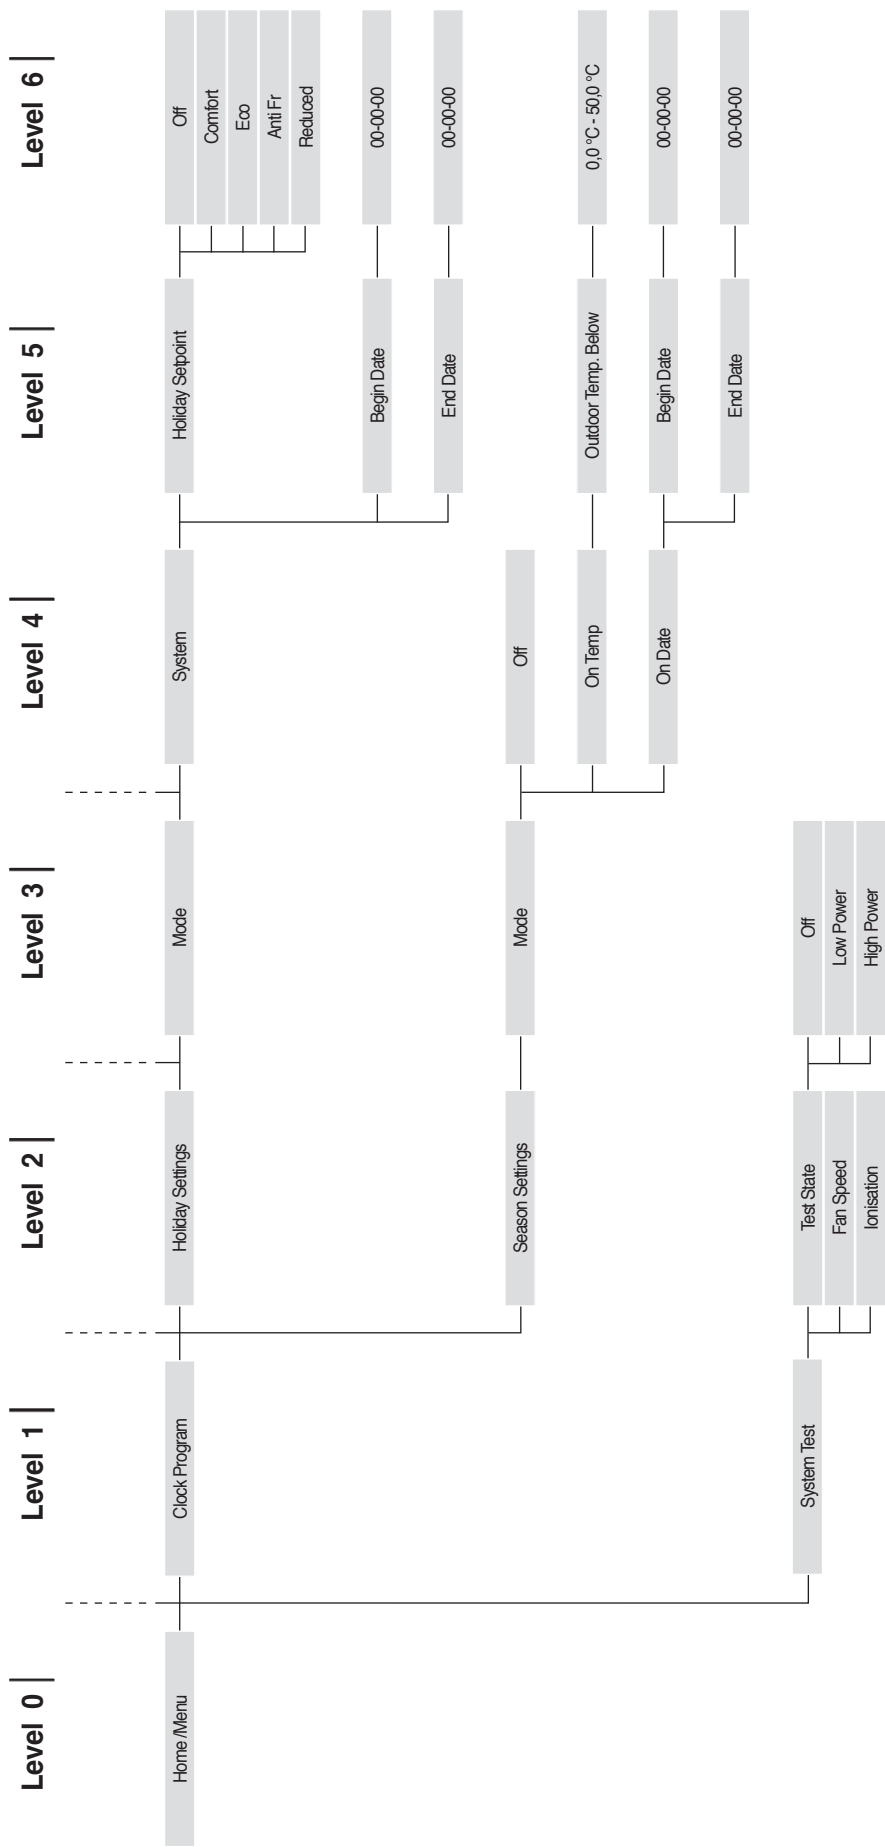 Level 0
Level 1
Level 2
Level 3
Level 4
Level 5
Level 6
Home /Menu
Clock Program
Holiday Settings
Mode
System
Holiday Setpoint
Off
Comfort
Eco
Anti Fr
Reduced
Begin Date
00-00-00
End Date
00-00-00
Season Settings
Mode
Off
On Temp
Outdoor Temp. Below
0,0 °C - 50,0 °C
On Date
Begin Date
00-00-00
End Date
00-00-00
System Test
Test State
Off
Fan Speed
Low Power
Ionisation
High Power